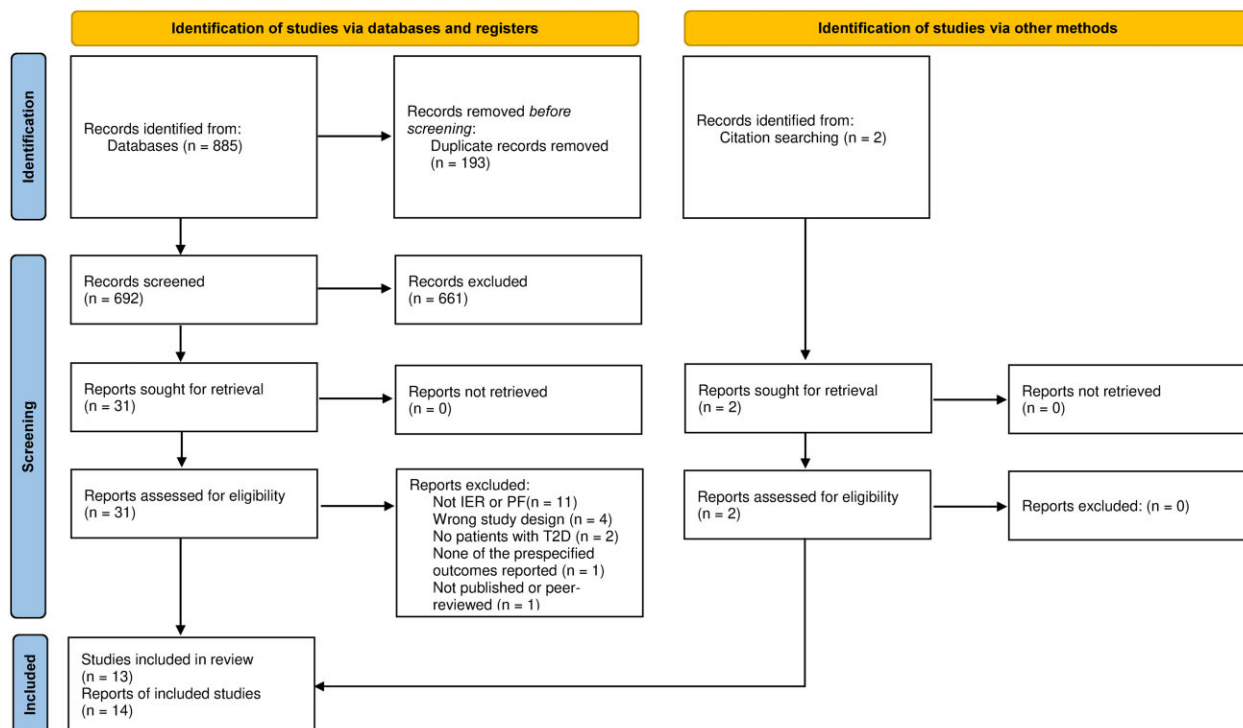 Identification of studies via databases and registers
Identification of studies via other methods
Identification
Records identified from:
Databases (n = 885)
Records removed before
screening:
Duplicate records removed
(n = 193)
Records identified from:
Citation searching (n = 2)
Screening
Records screened
(n = 692)
Records excluded
(n = 661)
Reports sought for retrieval
(n = 31)
Reports not retrieved
(n = 0)
Reports sought for retrieval
(n = 2)
Reports not retrieved
(n = 0)
Reports assessed for eligibility
(n = 31)
Reports excluded:
Not IER or PF(n = 11)
Wrong study design (n = 4)
No patients with T2D (n = 2)
None of the prespecified
outcomes reported (n = 1)
Not published or peer-
reviewed (n = 1)
Reports assessed for eligibility
(n = 2)
Reports excluded: (n = 0)
Included
Studies included in review
(n = 13)
Reports of included studies
(n = 14)